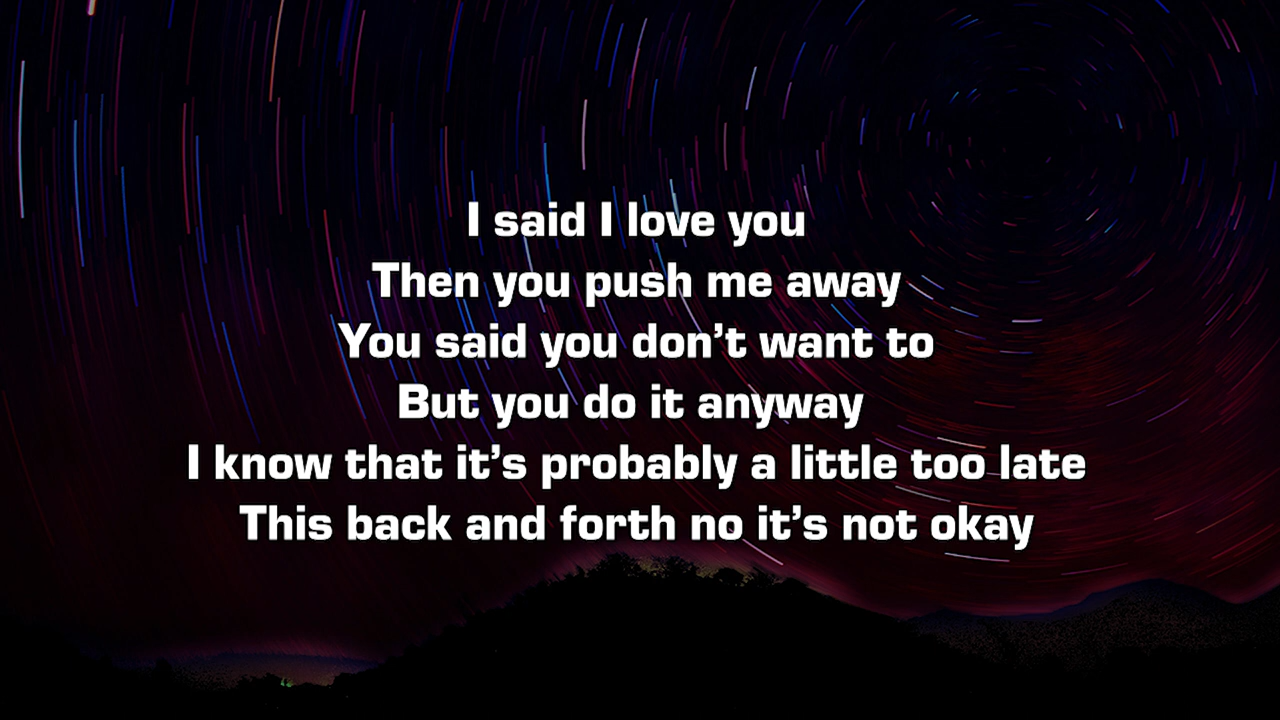 I said I love you
Then you push me away
You said you don’t want to
But you do it anyway
I know that it’s probably a little too late
This back and forth no it’s not okay